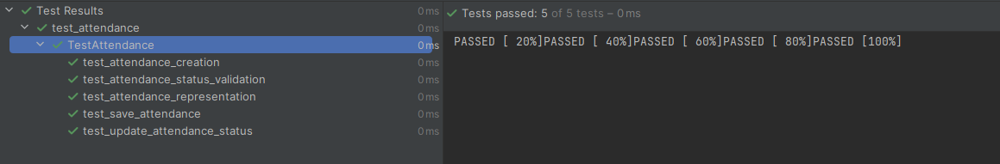 Test Results 0 ms
test_attendance 0 ms
TestAttendance 0 ms
test_attendance_creation 0 ms
test_attendance_status_validation 0 ms
test_attendance_representation 0 ms
test_save_attendance 0 ms
test_update_attendance_status 0 ms
Tests passed: 5 of 5 tests – 0 ms
PASSED [ 20%]PASSED [ 40%]PASSED [ 60%]PASSED [ 80%]PASSED [100%]